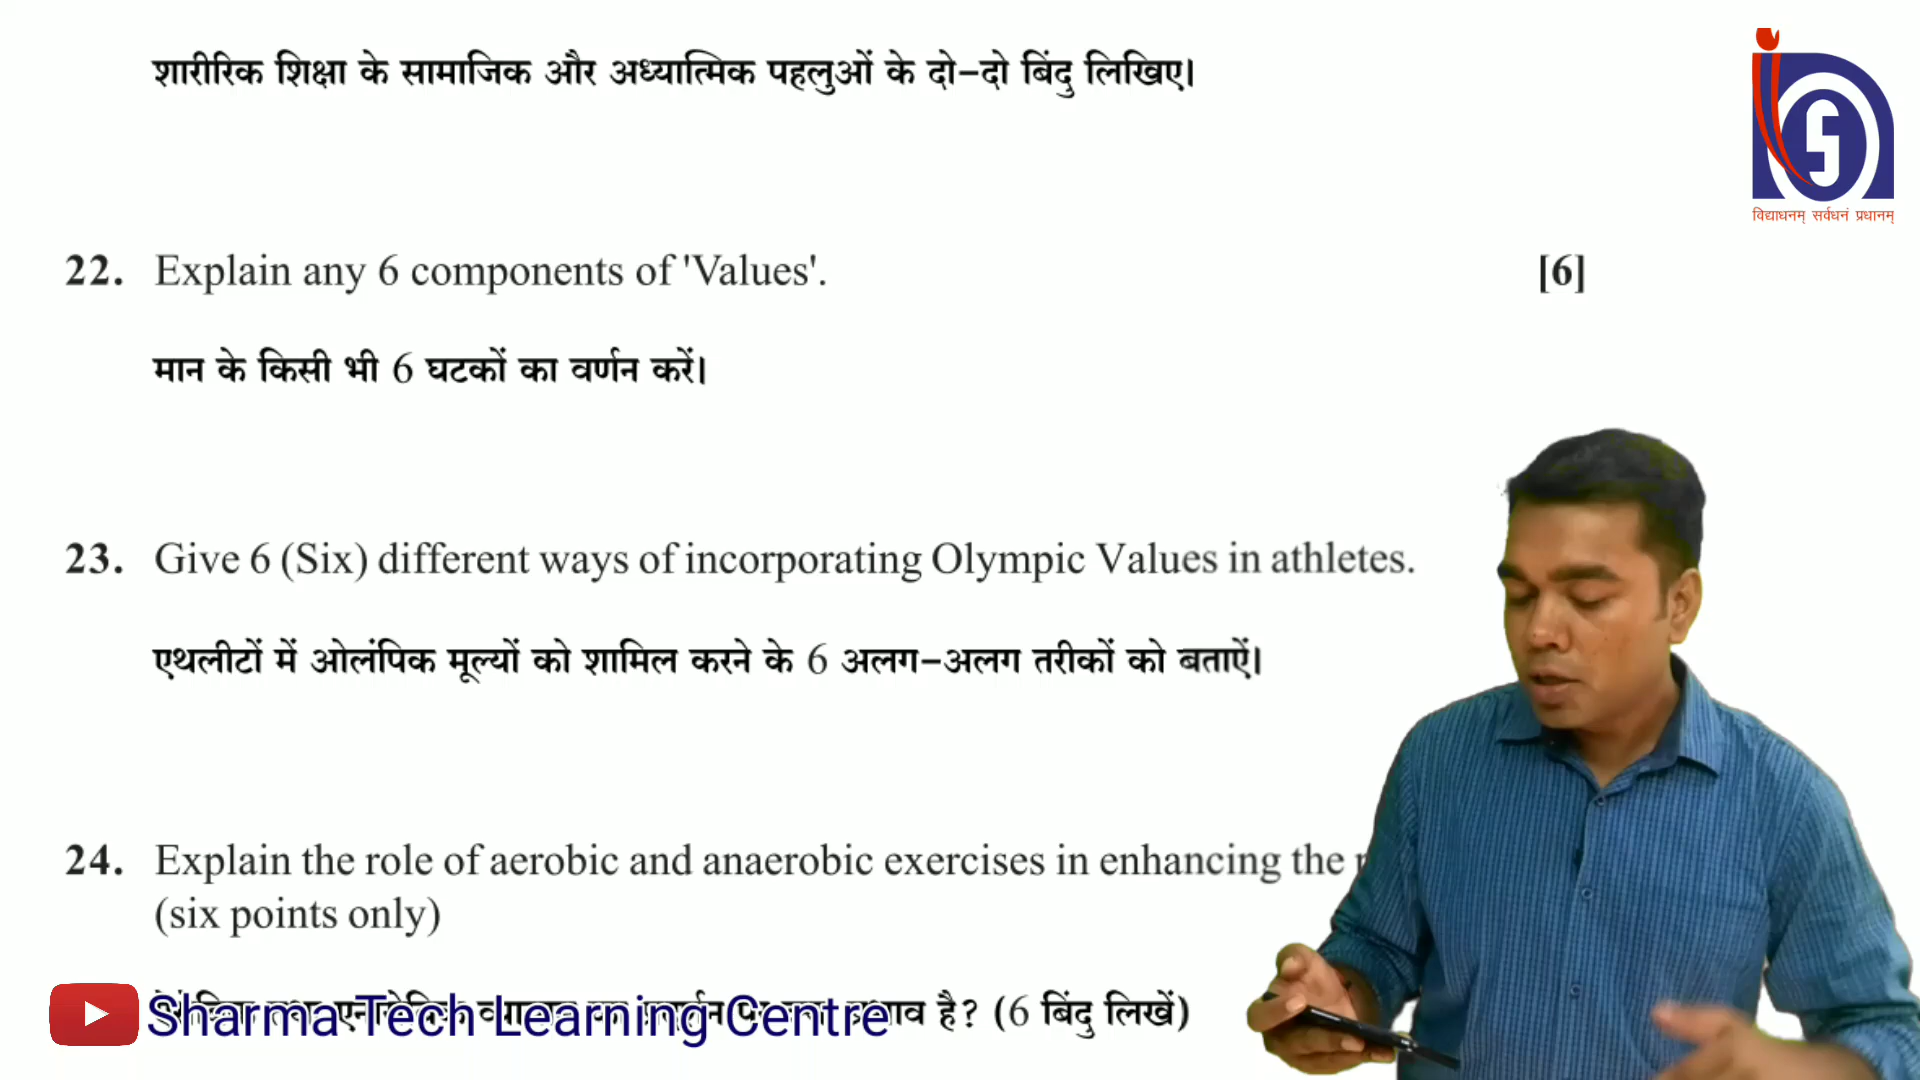 शारीरिक शिक्षा के सामाजिक और अध्यात्मिक पहलुओं के दो-दो बिंदु लिखिए।
विद्याधनम् सर्वधनं प्रधानम्
22. Explain any 6 components of 'Values'. [6]
मान के किसी भी 6 घटकों का वर्णन करें।
23. Give 6 (Six) different ways of incorporating Olympic Values in athletes.
एथलीटों में ओलंपिक मूल्यों को शामिल करने के 6 अलग-अलग तरीकों को बताऐं।
24. Explain the role of aerobic and anaerobic exercises in enhancing the
(six points only)
है? (6 बिंदु लिखें)
Sharma Tech Learning Centre